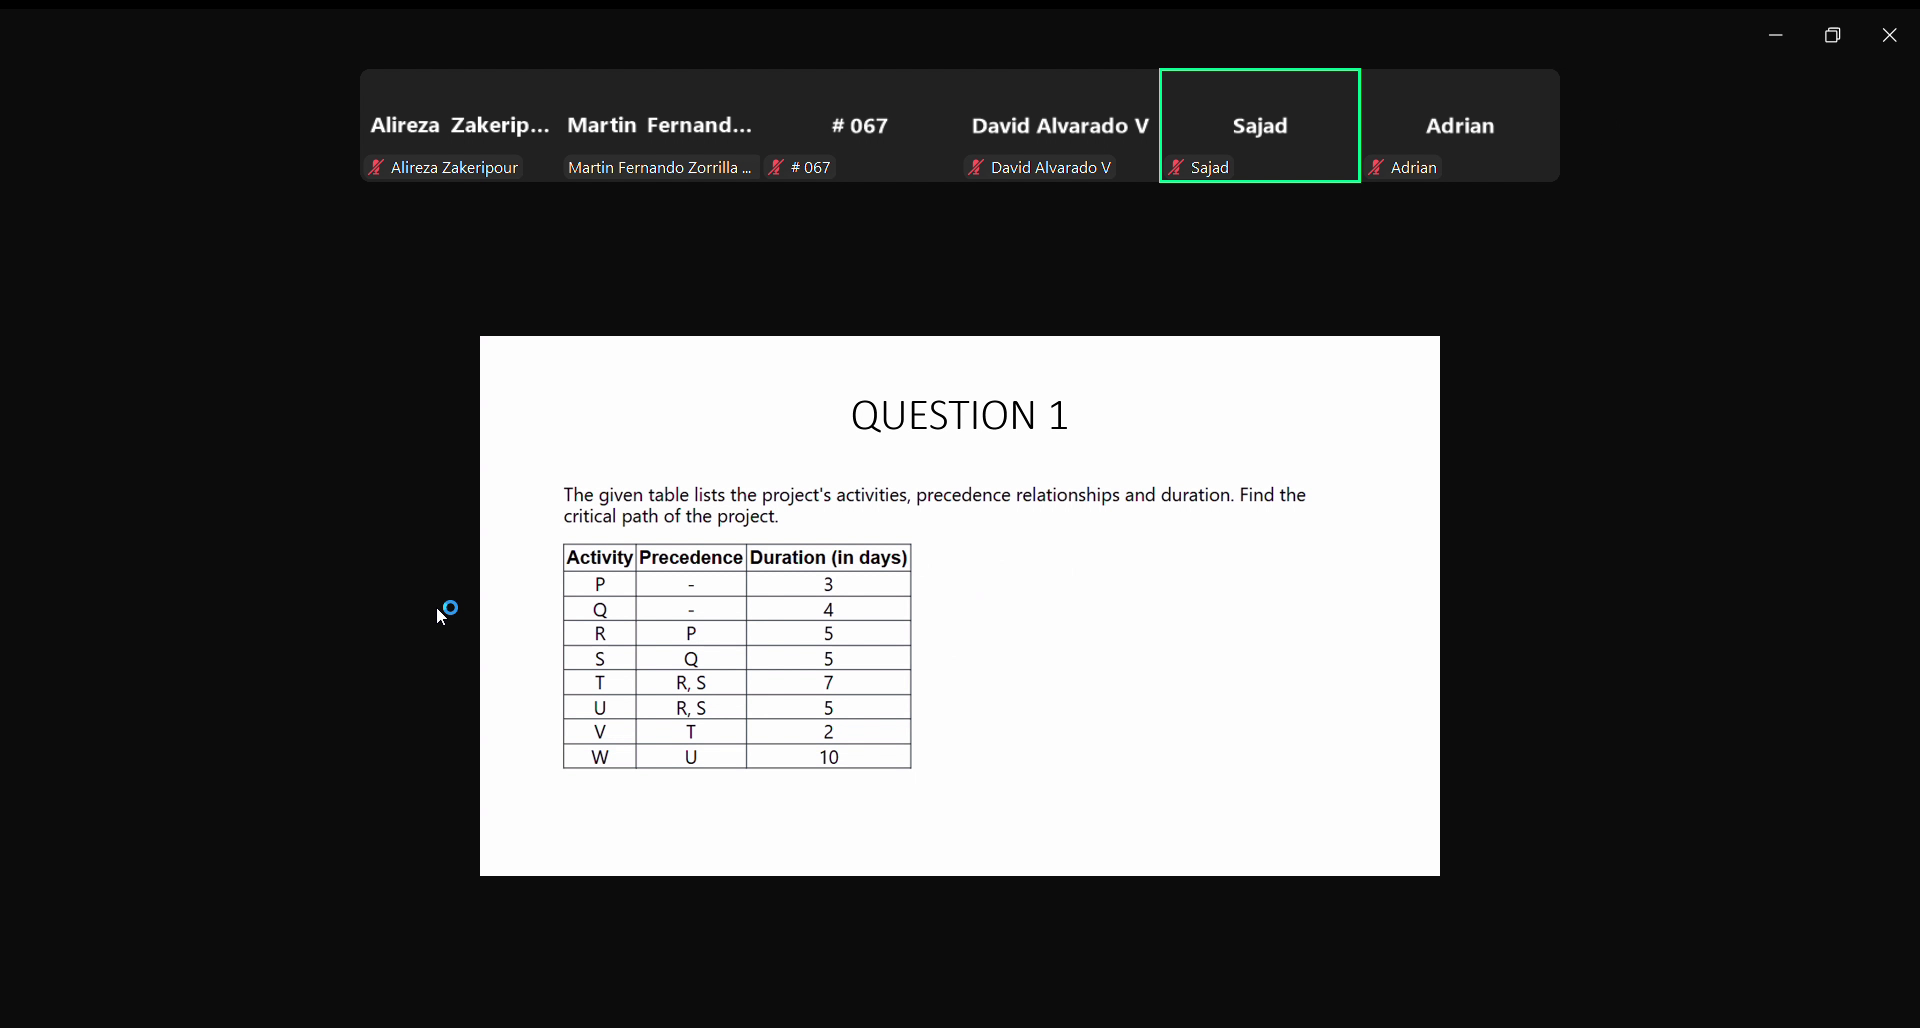 Alireza Zakerip... Martin Fernand... # 067 David Alvarado V Sajad Adrian
Alireza Zakeripour Martin Fernando Zorrilla ... # 067 David Alvarado V Sajad Adrian
QUESTION 1
The given table lists the project's activities, precedence relationships and duration. Find the
critical path of the project.
Activity Precedence Duration (in days)
P - 3
Q - 4
R P 5
S Q 5
T R, S 7
U R, S 5
V T 2
W U 10